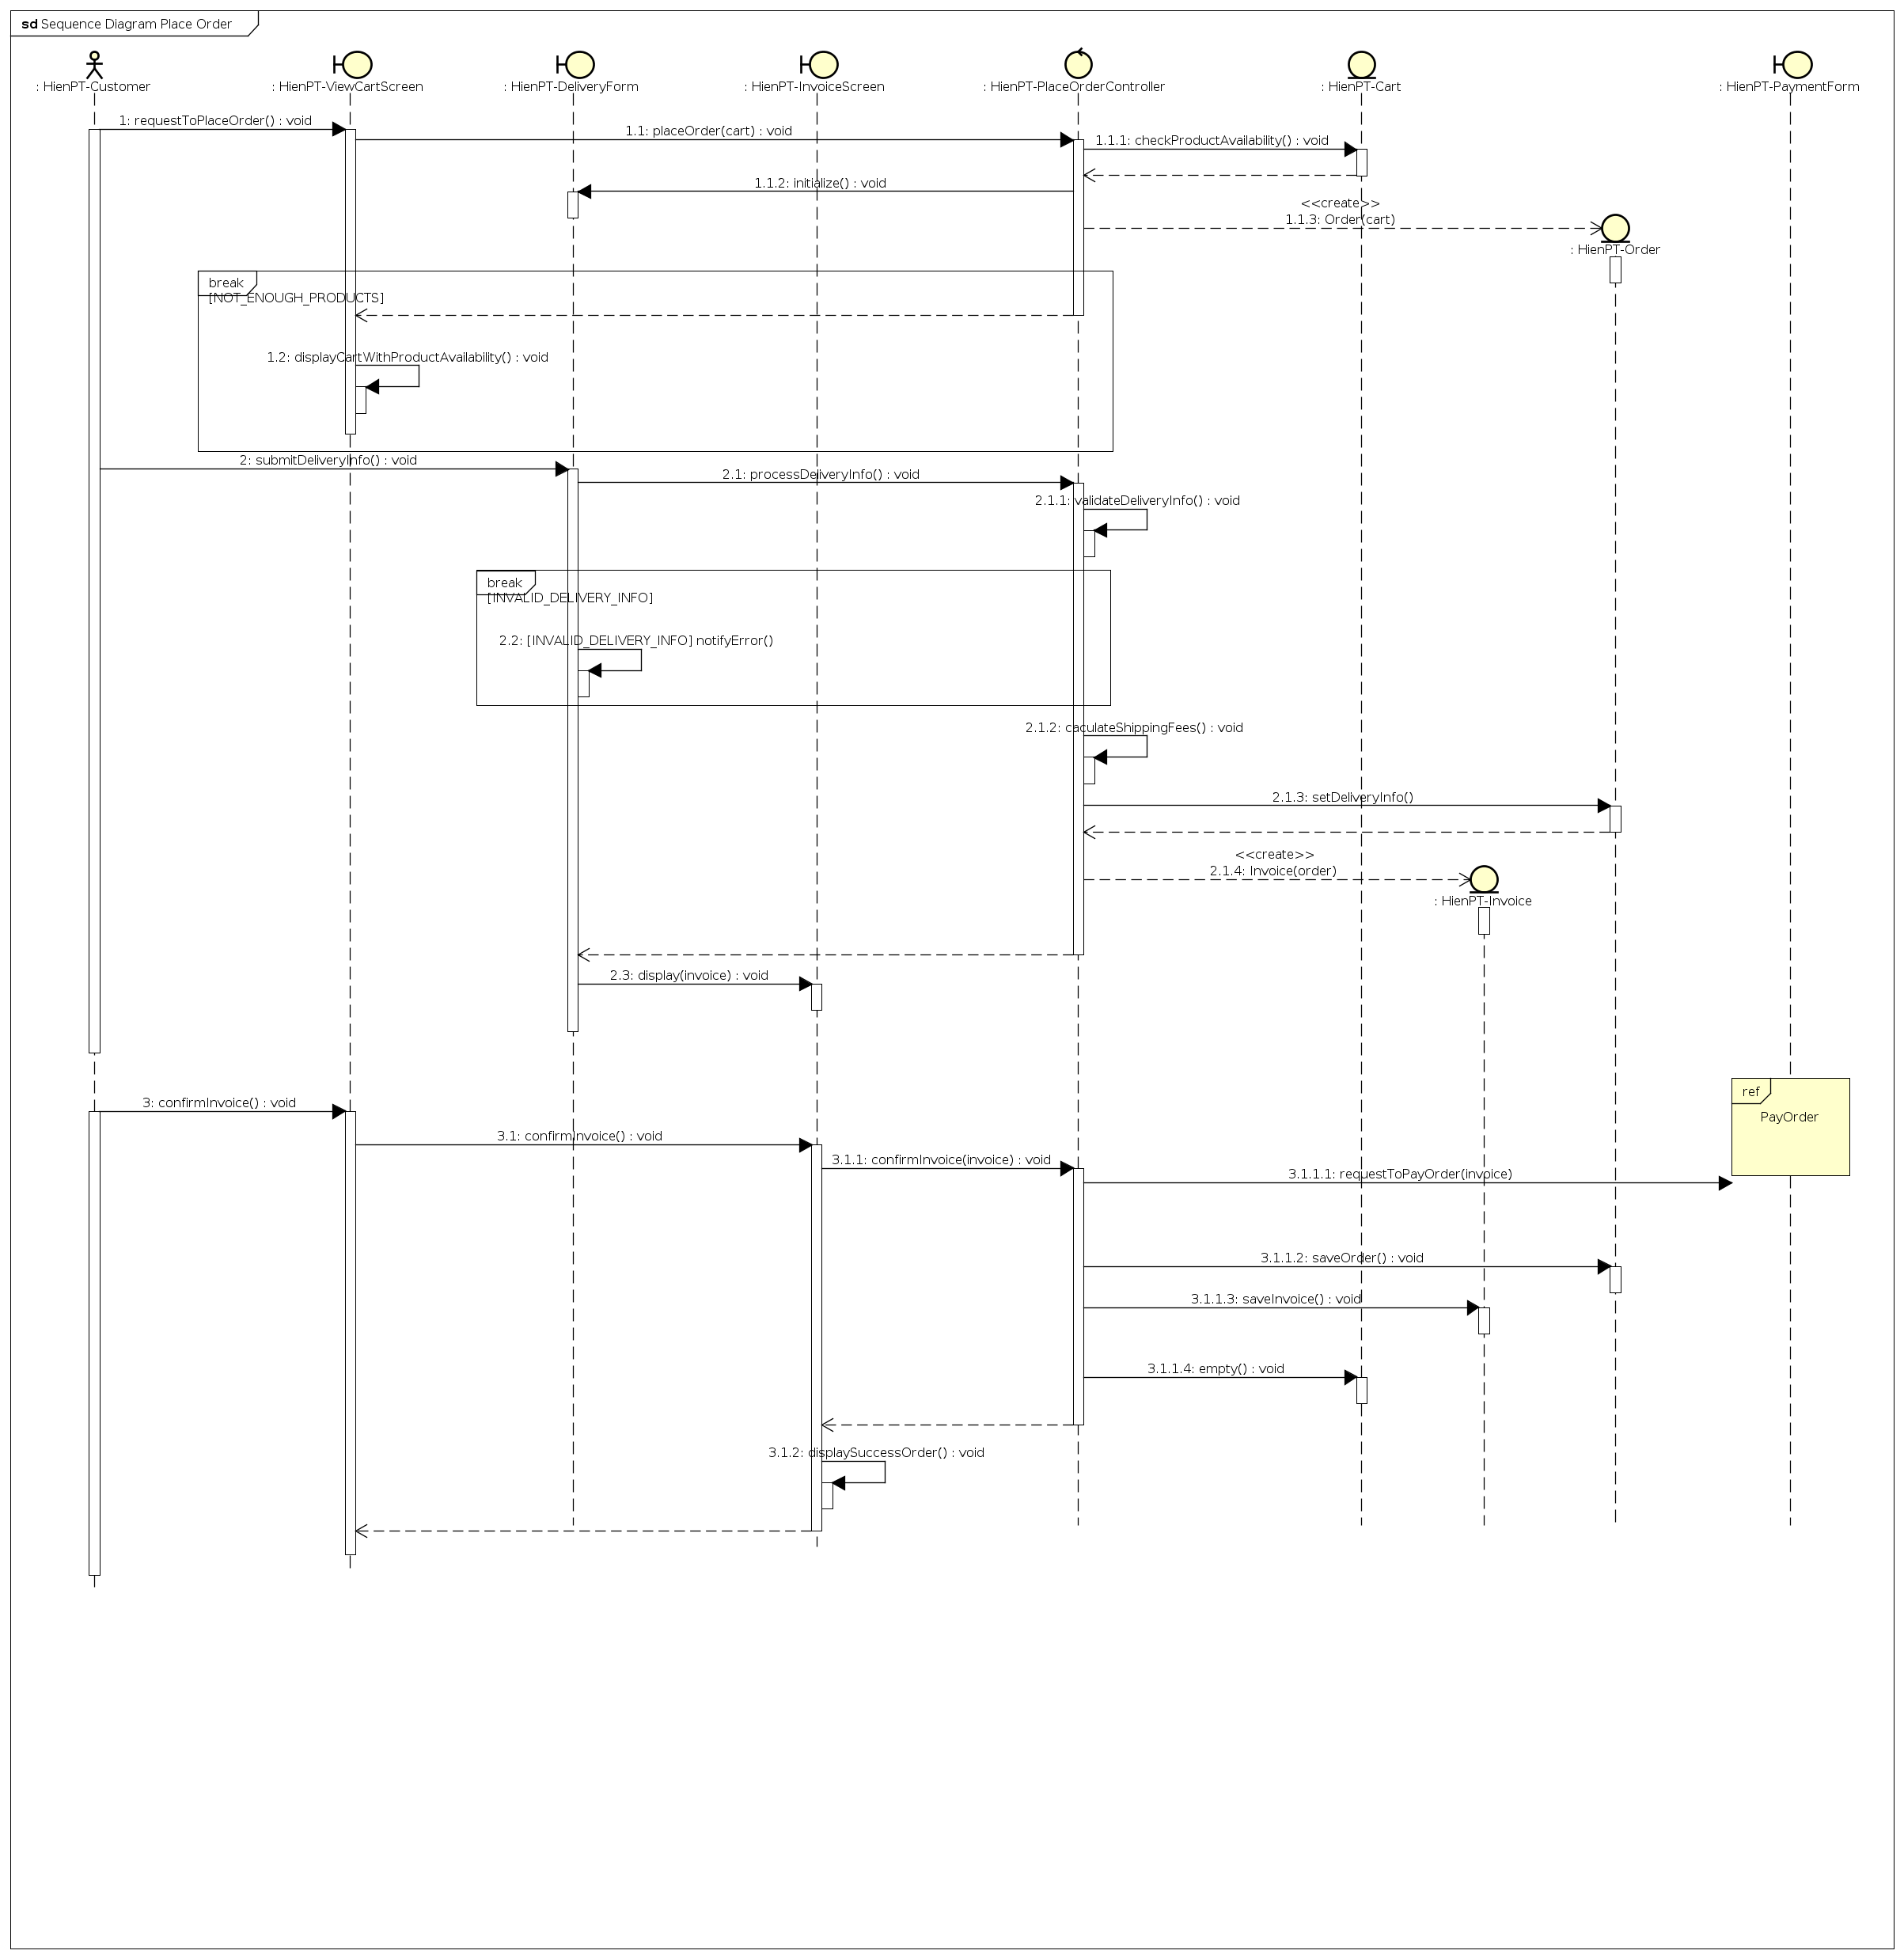 sd Sequence Diagram Place Order
: HienPT-Customer
: HienPT-ViewCartScreen
: HienPT-DeliveryForm
: HienPT-InvoiceScreen
: HienPT-PlaceOrderController
: HienPT-Cart
: HienPT-PaymentForm
1: requestToPlaceOrder() : void
1.1: placeOrder(cart) : void
1.1.1: checkProductAvailability() : void
1.1.2: initialize() : void
<<create>>
1.1.3: Order(cart)
: HienPT-Order
break
[NOT_ENOUGH_PRODUCTS]
1.2: displayCartWithProductAvailability() : void
2: submitDeliveryInfo() : void
2.1: processDeliveryInfo() : void
2.1.1: validateDeliveryInfo() : void
break
[INVALID_DELIVERY_INFO]
2.2: [INVALID_DELIVERY_INFO] notifyError()
2.1.2: caculateShippingFees() : void
2.1.3: setDeliveryInfo()
<<create>>
2.1.4: Invoice(order)
: HienPT-Invoice
2.3: display(invoice) : void
ref
PayOrder
3: confirmInvoice() : void
3.1: confirmInvoice() : void
3.1.1: confirmInvoice(invoice) : void
3.1.1.1: requestToPayOrder(invoice)
3.1.1.2: saveOrder() : void
3.1.1.3: saveInvoice() : void
3.1.1.4: empty() : void
3.1.2: displaySuccessOrder() : void